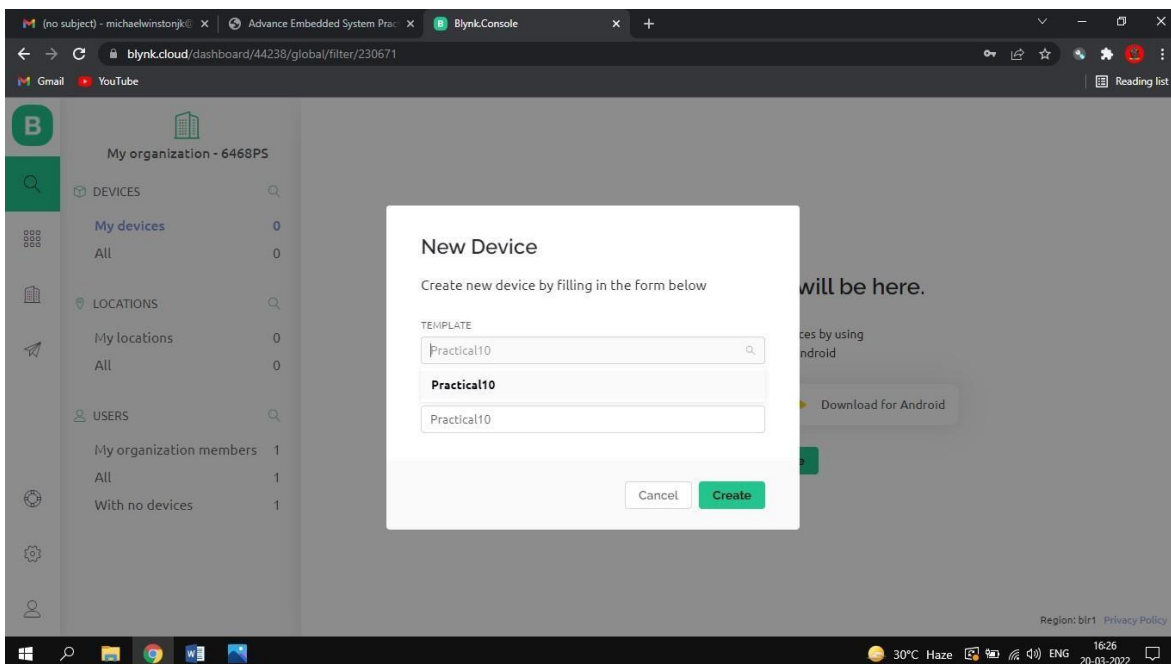 (no subject) - michaelwinstonjk
Advance Embedded System Prac
Blynk.Console
blynk.cloud/dashboard/44238/global/filter/230671
Gmail
YouTube
Reading list
B
My organization - 6468PS
DEVICES
My devices 0
All 0
LOCATIONS
My locations 0
All 0
USERS
My organization members 1
All 1
With no devices 1
New Device
Create new device by filling in the form below
TEMPLATE
Practical10
Practical10
Practical10
Cancel
Create
will be here.
ces by using
ndroid
Download for Android
Region: blr1 Privacy Policy
30°C Haze
ENG
16:26
20-03-2022